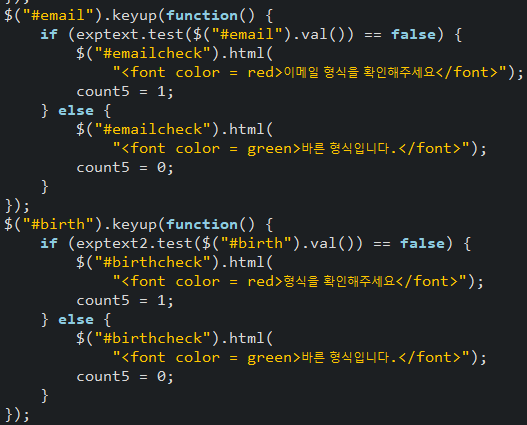 });
$("#email").keyup(function() {
    if (exptext.test($("#email").val()) == false) {
        $("#emailcheck").html(
            "<font color = red>이메일 형식을 확인해주세요</font>");
        count5 = 1;
    } else {
        $("#emailcheck").html(
            "<font color = green>바른 형식입니다.</font>");
        count5 = 0;
    }
});
$("#birth").keyup(function() {
    if (exptext2.test($("#birth").val()) == false) {
        $("#birthcheck").html(
            "<font color = red>형식을 확인해주세요</font>");
        count5 = 1;
    } else {
        $("#birthcheck").html(
            "<font color = green>바른 형식입니다.</font>");
        count5 = 0;
    }
});